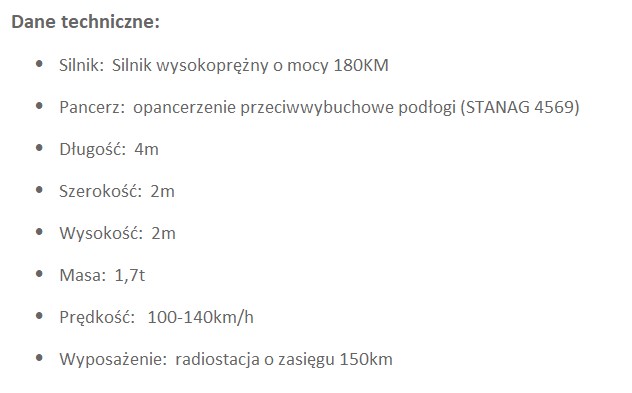 Dane techniczne:
• Silnik: Silnik wysokoprężny o mocy 180KM
• Pancerz: opancerzenie przeciwwybuchowe podłogi (STANAG 4569)
• Długość: 4m
• Szerokość: 2m
• Wysokość: 2m
• Masa: 1,7t
• Prędkość: 100-140km/h
• Wyposażenie: radiostacja o zasięgu 150km